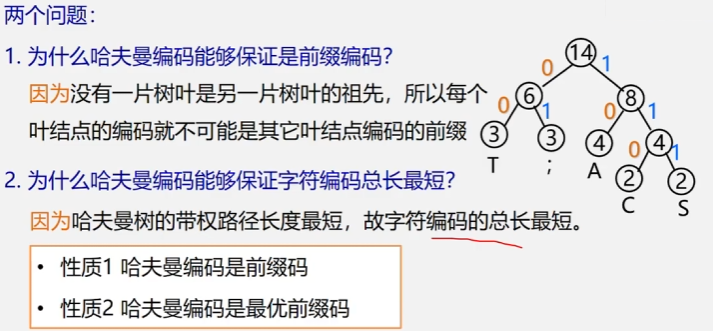 两个问题：
1. 为什么哈夫曼编码能够保证是前缀编码？
因为没有一片树叶是另一片树叶的祖先，所以每个
叶结点的编码就不可能是其它叶结点编码的前缀
2. 为什么哈夫曼编码能够保证字符编码总长最短？
因为哈夫曼树的带权路径长度最短，故字符编码的总长最短。
• 性质1 哈夫曼编码是前缀码
• 性质2 哈夫曼编码是最优前缀码
14
0 1
6 8
0 1 0 1
3 3 4 4
T ; A 0 1
2 2
C S